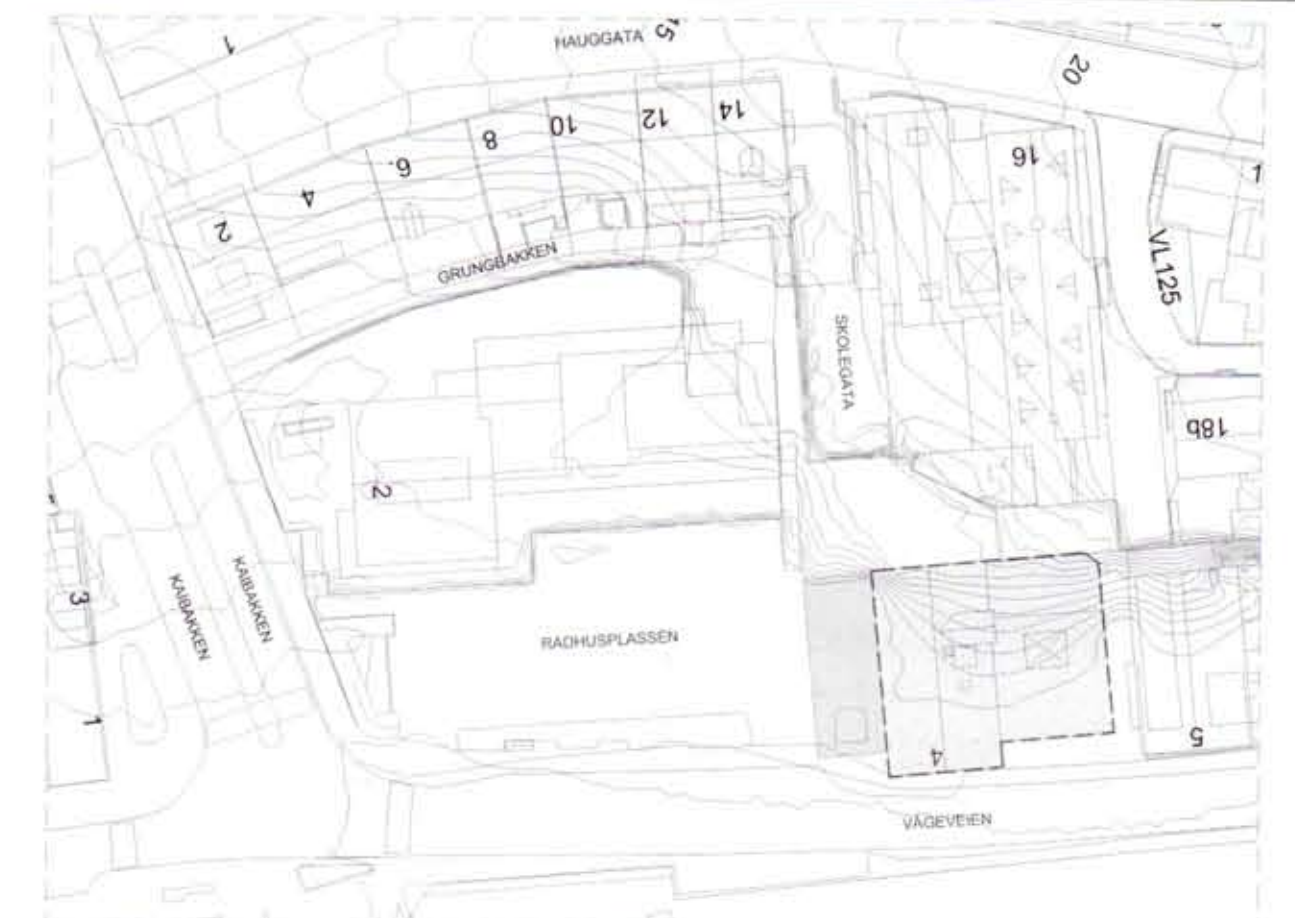 HAUGGATA 15
1
20
14
12
10
8
6.
4
2
16
1
GRUNGBAKKEN
VL125
SKOLEGATA
18b
2
KAIBAKKEN
KAIBAKKEN
3
RADHUSPLASSEN
1
4
5
VÅGEVEIEN